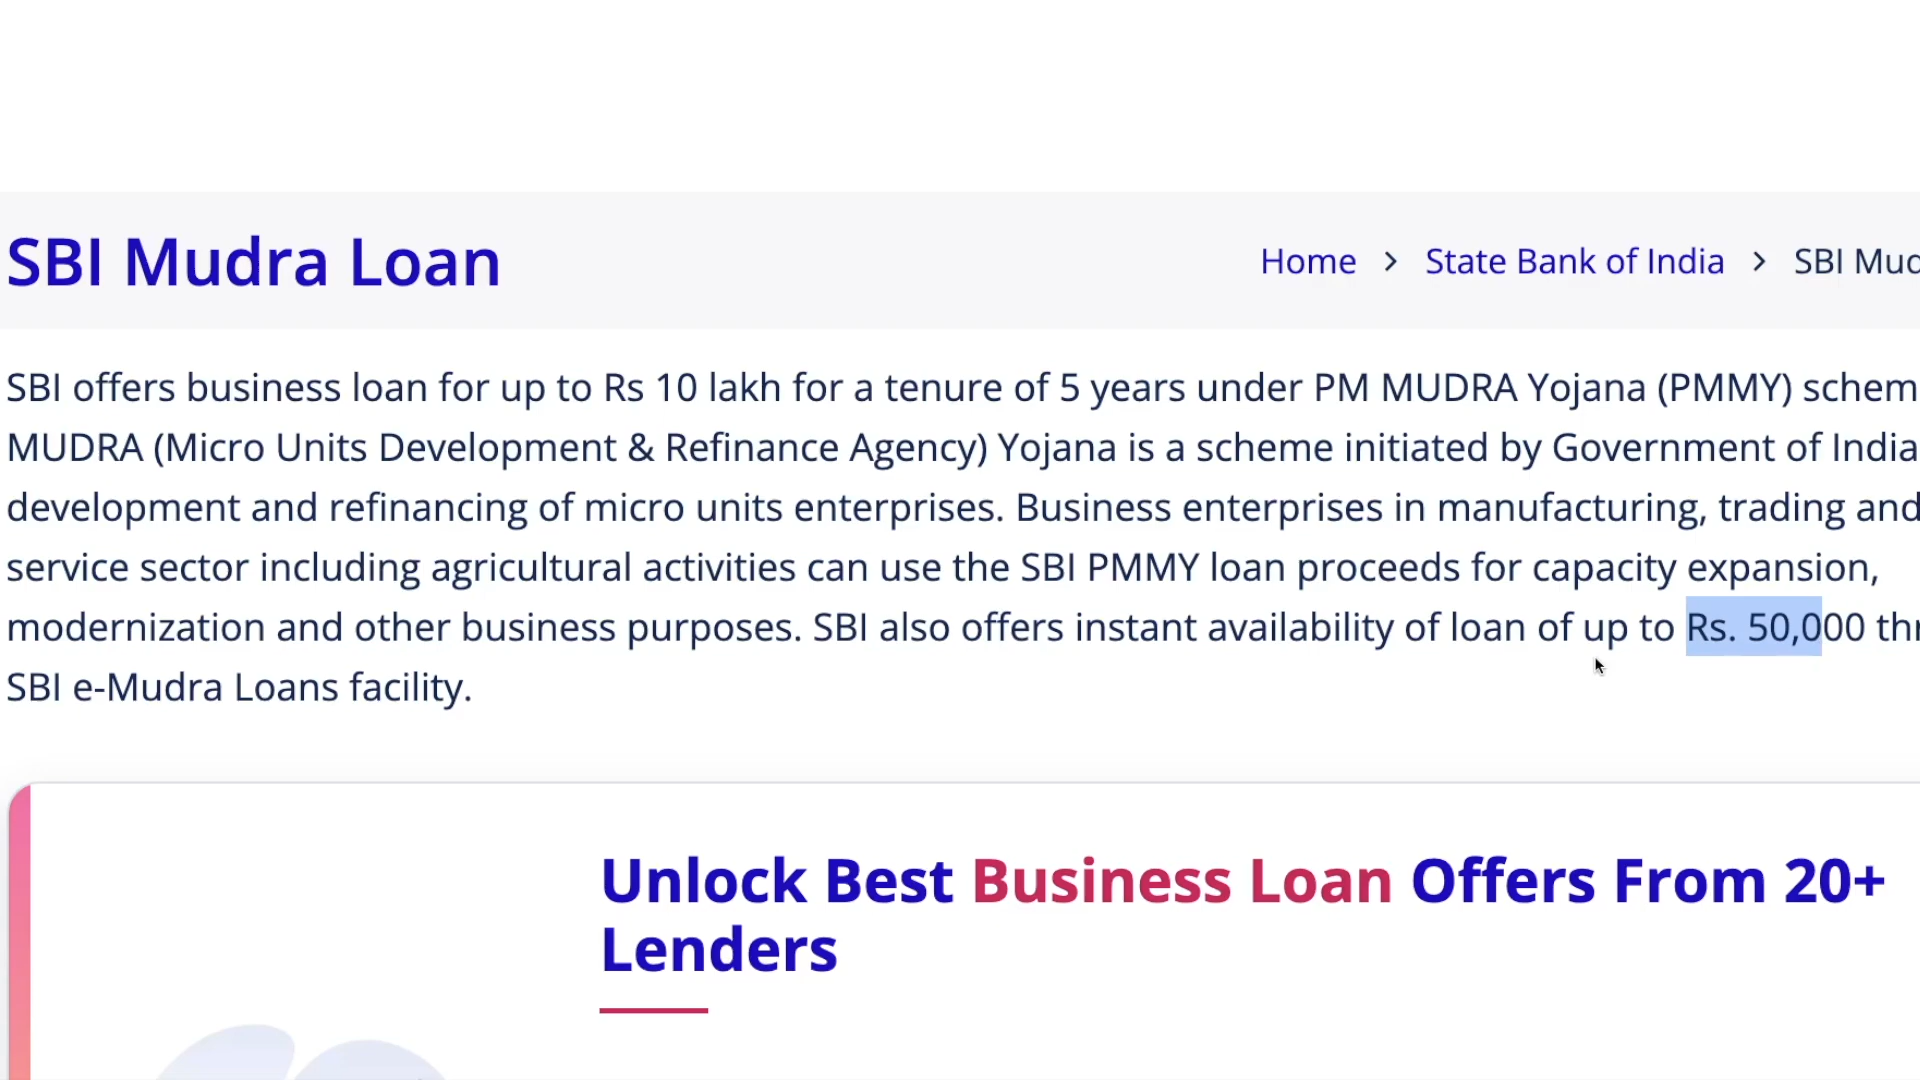 SBI Mudra Loan
Home > State Bank of India > SBI Mud
SBI offers business loan for up to Rs 10 lakh for a tenure of 5 years under PM MUDRA Yojana (PMMY) schem
MUDRA (Micro Units Development & Refinance Agency) Yojana is a scheme initiated by Government of India
development and refinancing of micro units enterprises. Business enterprises in manufacturing, trading and
service sector including agricultural activities can use the SBI PMMY loan proceeds for capacity expansion,
modernization and other business purposes. SBI also offers instant availability of loan of up to Rs. 50,000 thr
SBI e-Mudra Loans facility.
Unlock Best Business Loan Offers From 20+
Lenders